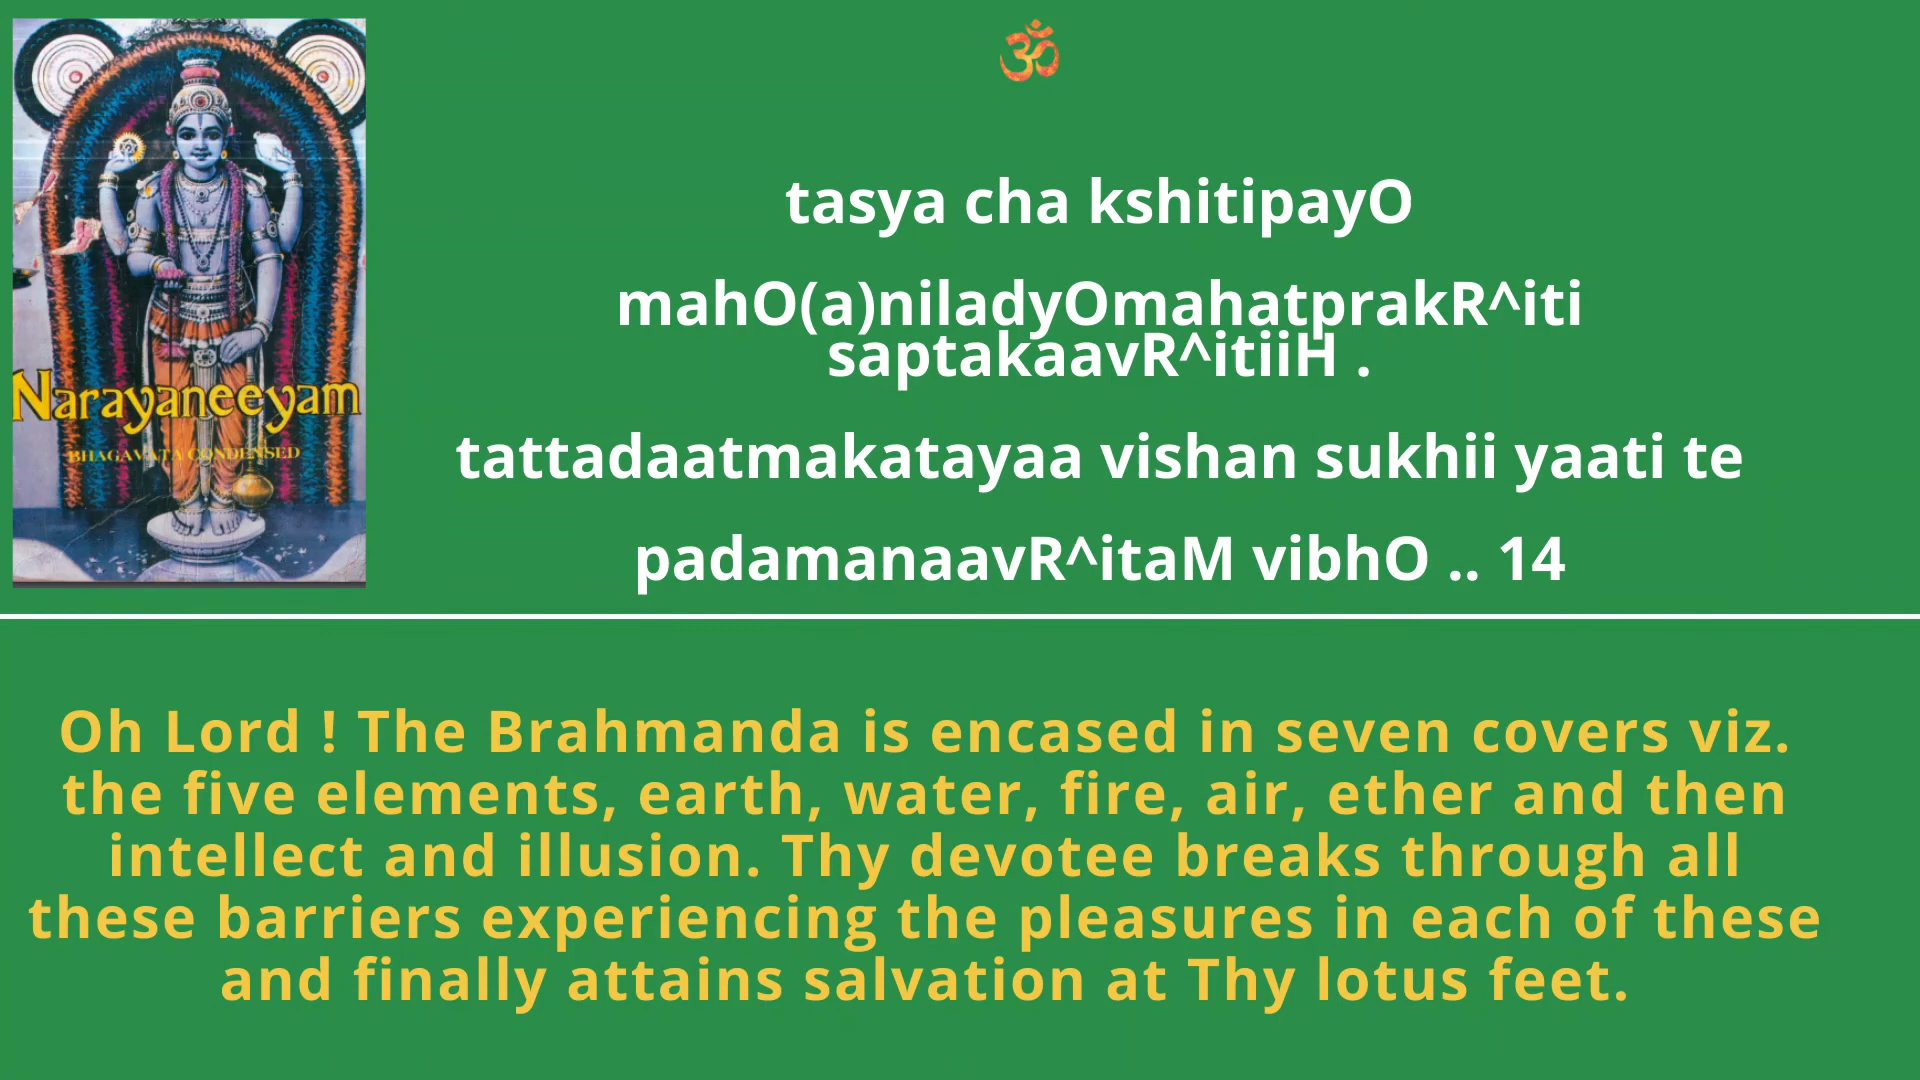 ॐ
Narayaneeyam
BHAGAVATA CONDENSED
tasya cha kshitipayO
mahO(a)niladyOmahatprakR^iti
saptakaavR^itiiH .
tattadaatmakatayaa vishan sukhii yaati te
padamanaavR^itaM vibhO .. 14
Oh Lord ! The Brahmanda is encased in seven covers viz.
the five elements, earth, water, fire, air, ether and then
intellect and illusion. Thy devotee breaks through all
these barriers experiencing the pleasures in each of these
and finally attains salvation at Thy lotus feet.